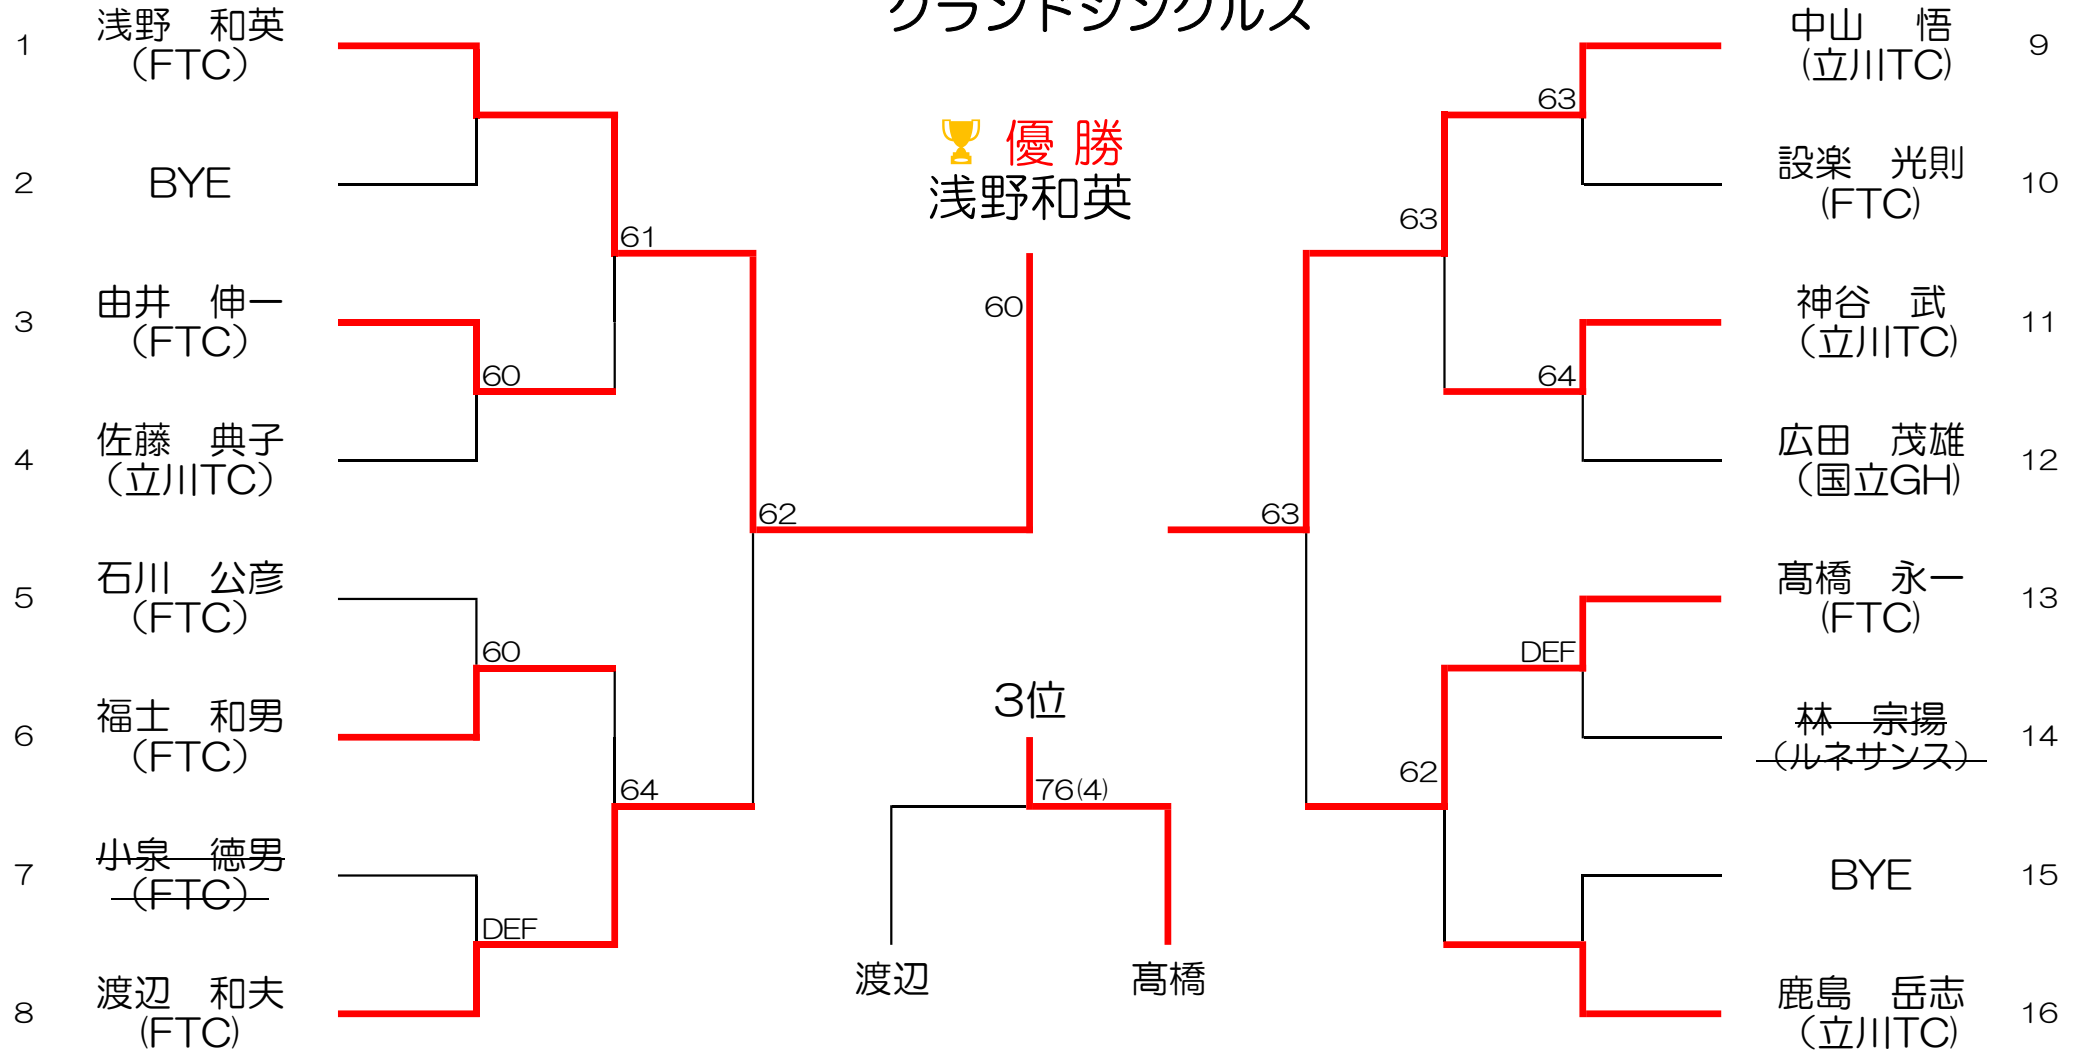 グランドシングルス
1 浅野　和英
（FTC）
2 BYE
3 由井　伸一
（FTC）
4 佐藤　典子
（立川TC）
5 石川　公彦
（FTC）
6 福士　和男
（FTC）
7 小泉　徳男
（FTC）
8 渡辺　和夫
(FTC)
60
60
DEF
61
64
62
優 勝
浅野和英
60
3位
76(4)
渡辺
髙橋
63
63
62
63
64
DEF
中山　悟 9
(立川TC)
設楽　光則 10
(FTC)
神谷　武 11
（立川TC)
広田　茂雄 12
（国立GH)
髙橋　永一 13
(FTC)
林　宗揚 14
（ルネサンス）
BYE 15
鹿島　岳志 16
（立川TC)